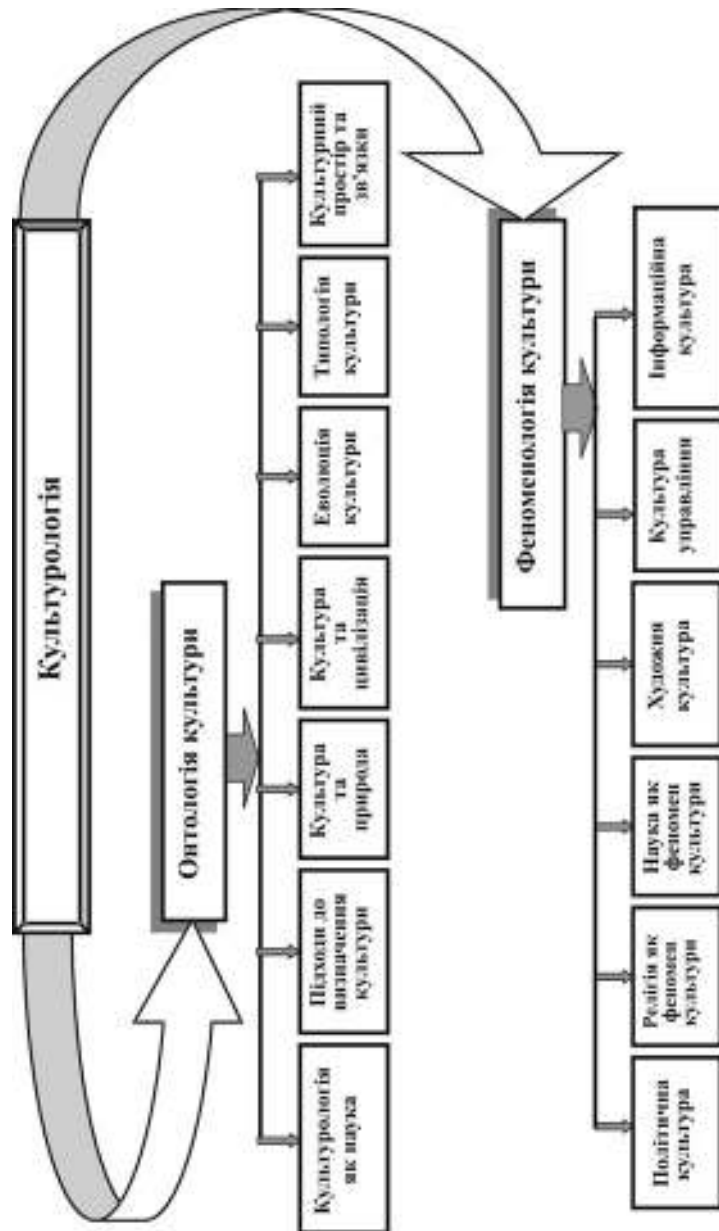 Культурологія
Онтологія культури
Культурологія
як наука
Підходи до
визначення
культури
Культура
та
природа
Культура
та
цивілізація
Еволюція
культури
Типологія
культури
Культурний
простір та
зв'язки
Феноменологія культури
Політична
культура
Релігія як
феномен
культури
Наука як
феномен
культури
Художня
культура
Культура
управління
Інформаційна
культура